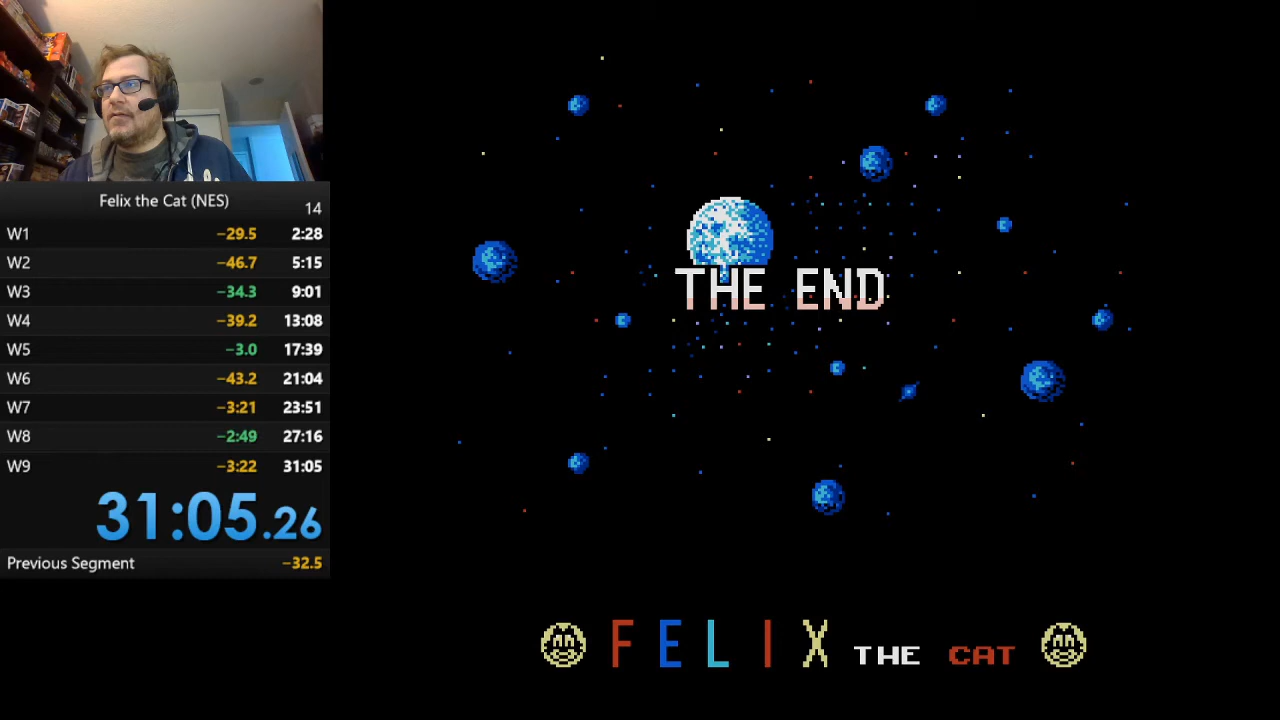 Felix the Cat (NES)
14
W1 -29.5 2:28
W2 -46.7 5:15
W3 -34.3 9:01
W4 -39.2 13:08
W5 -3.0 17:39
W6 -43.2 21:04
W7 -3:21 23:51
W8 -2:49 27:16
W9 -3:22 31:05
31:05.26
Previous Segment -32.5
THE END
FELIX THE CAT